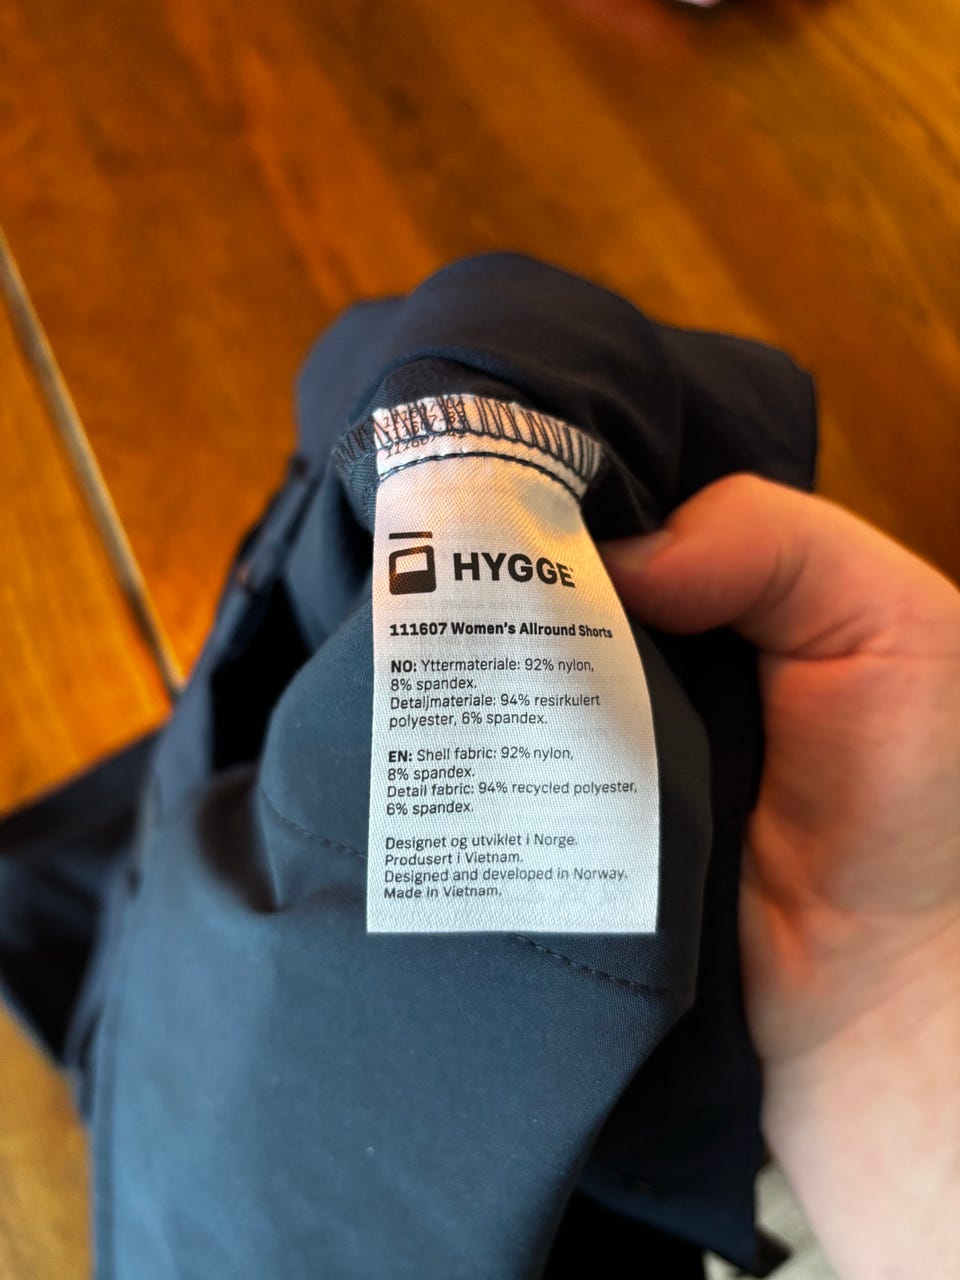 HYGGE
111607 Women's Allround Shorts
NO: Yttermateriale: 92% nylon,
8% spandex.
Detaljmateriale: 94% resirkulert
polyester, 6% spandex.
EN: Shell fabric: 92% nylon,
8% spandex.
Detail fabric: 94% recycled polyester,
6% spandex.
Designet og utviklet i Norge.
Produsert i Vietnam.
Designed and developed in Norway.
Made in Vietnam.